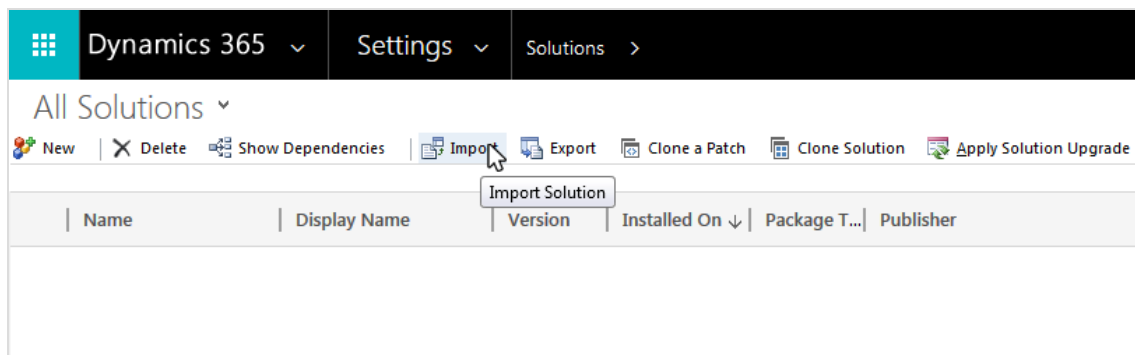 Dynamics 365 Settings Solutions >
All Solutions
New Delete Show Dependencies Import Export Clone a Patch Clone Solution Apply Solution Upgrade
Import Solution
Name Display Name Version Installed On ↓ Package T... Publisher